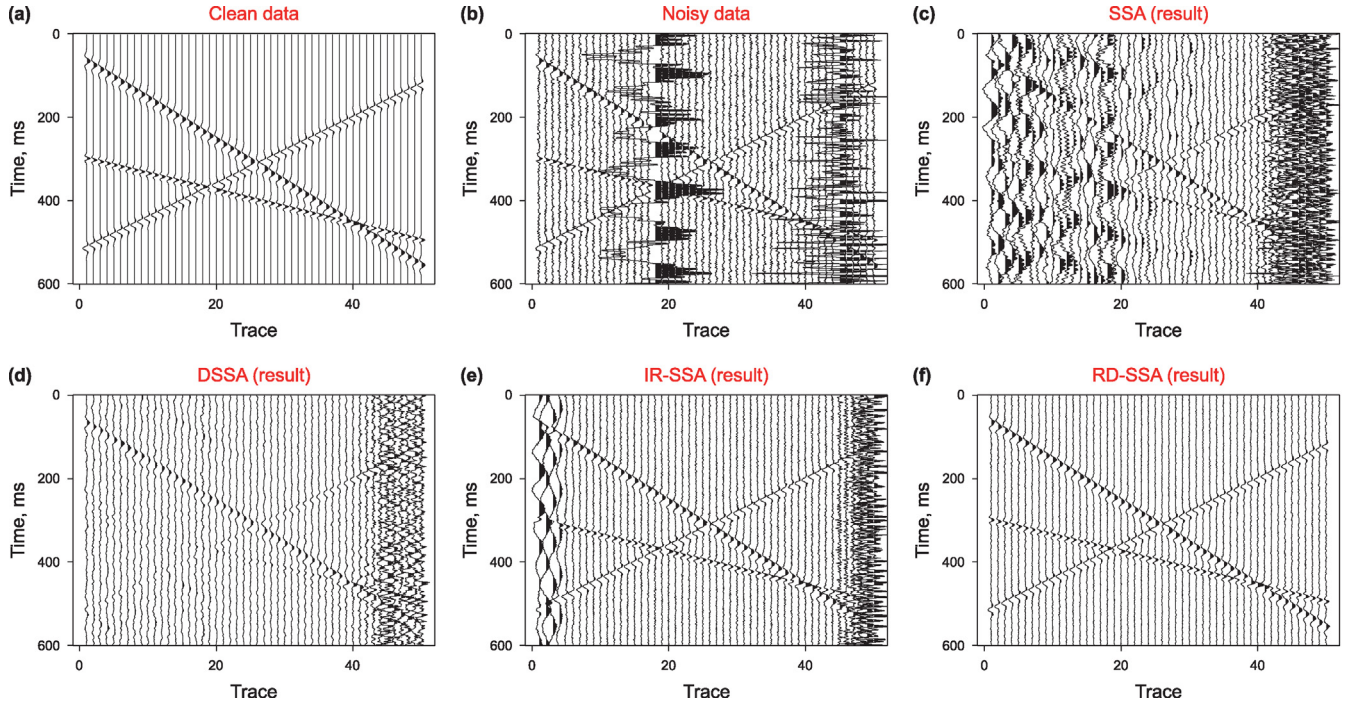 (a) Clean data
(b) Noisy data
(c) SSA (result)
0
200
400
600
Time, ms
0 20 40
Trace
0
200
400
600
Time, ms
0 20 40
Trace
0
200
400
600
Time, ms
0 20 40
Trace
(d) DSSA (result)
(e) IR-SSA (result)
(f) RD-SSA (result)
0
200
400
600
Time, ms
0 20 40
Trace
0
200
400
600
Time, ms
0 20 40
Trace
0
200
400
600
Time, ms
0 20 40
Trace